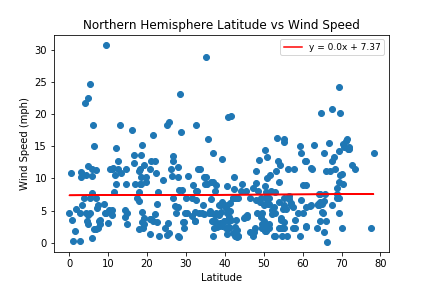 Northern Hemisphere Latitude vs Wind Speed
y = 0.0x + 7.37
30
25
20
15
10
5
0
Wind Speed (mph)
0 10 20 30 40 50 60 70 80
Latitude